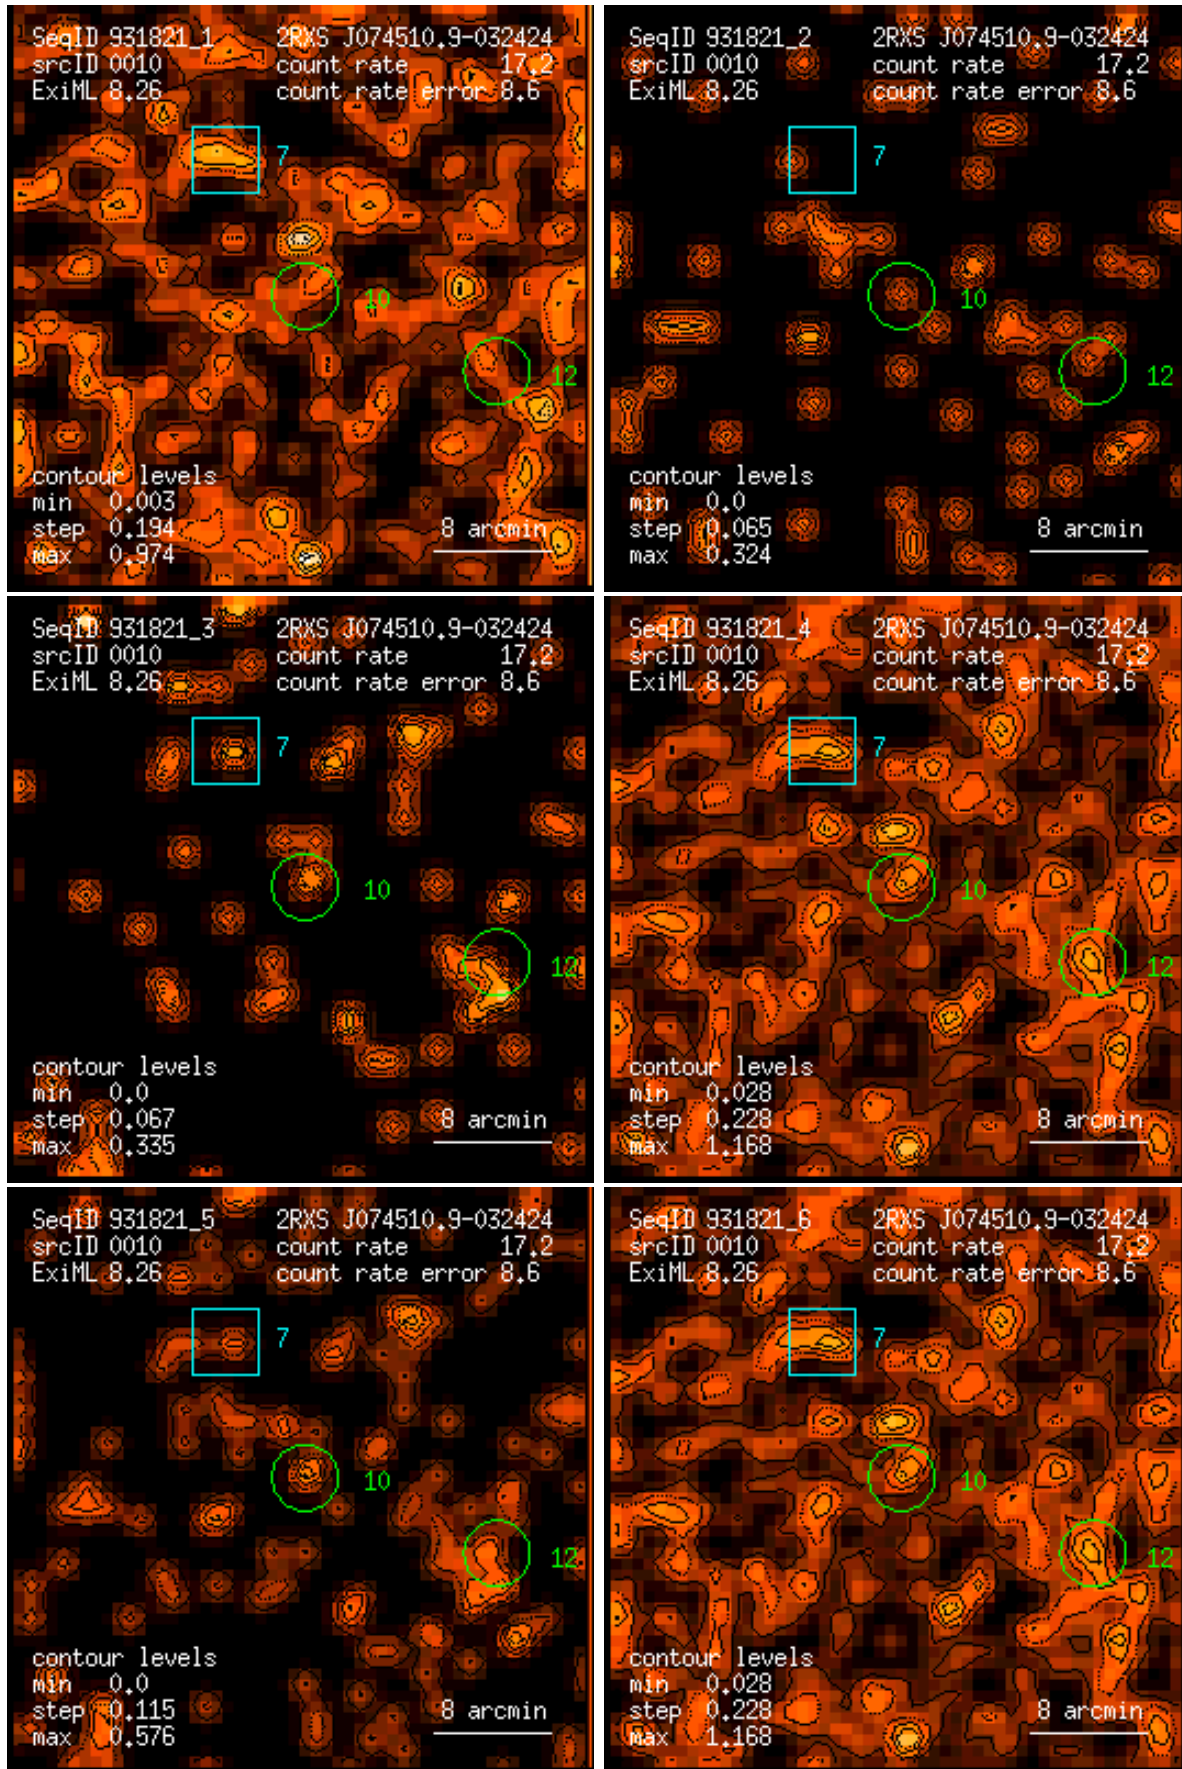 SeqID 931821_1 2RXS J074510.9-032424
srcID 0010 count rate 17.2
ExiML 8.26 count rate error 8.6
7
10
12
contour levels
min 0.003
step 0.194 8 arcmin
max 0.974
SeqID 931821_2 2RXS J074510.9-032424
srcID 0010 count rate 17.2
ExiML 8.26 count rate error 8.6
7
10
12
contour levels
min 0.0
step 0.065 8 arcmin
max 0.324
SeqID 931821_3 2RXS J074510.9-032424
srcID 0010 count rate 17.2
ExiML 8.26 count rate error 8.6
7
10
12
contour levels
min 0.0
step 0.067 8 arcmin
max 0.335
SeqID 931821_4 2RXS J074510.9-032424
srcID 0010 count rate 17.2
ExiML 8.26 count rate error 8.6
7
10
12
contour levels
min 0.028
step 0.228 8 arcmin
max 1.168
SeqID 931821_5 2RXS J074510.9-032424
srcID 0010 count rate 17.2
ExiML 8.26 count rate error 8.6
7
10
12
contour levels
min 0.0
step 0.115 8 arcmin
max 0.576
SeqID 931821_6 2RXS J074510.9-032424
srcID 0010 count rate 17.2
ExiML 8.26 count rate error 8.6
7
10
12
contour levels
min 0.028
step 0.228 8 arcmin
max 1.168